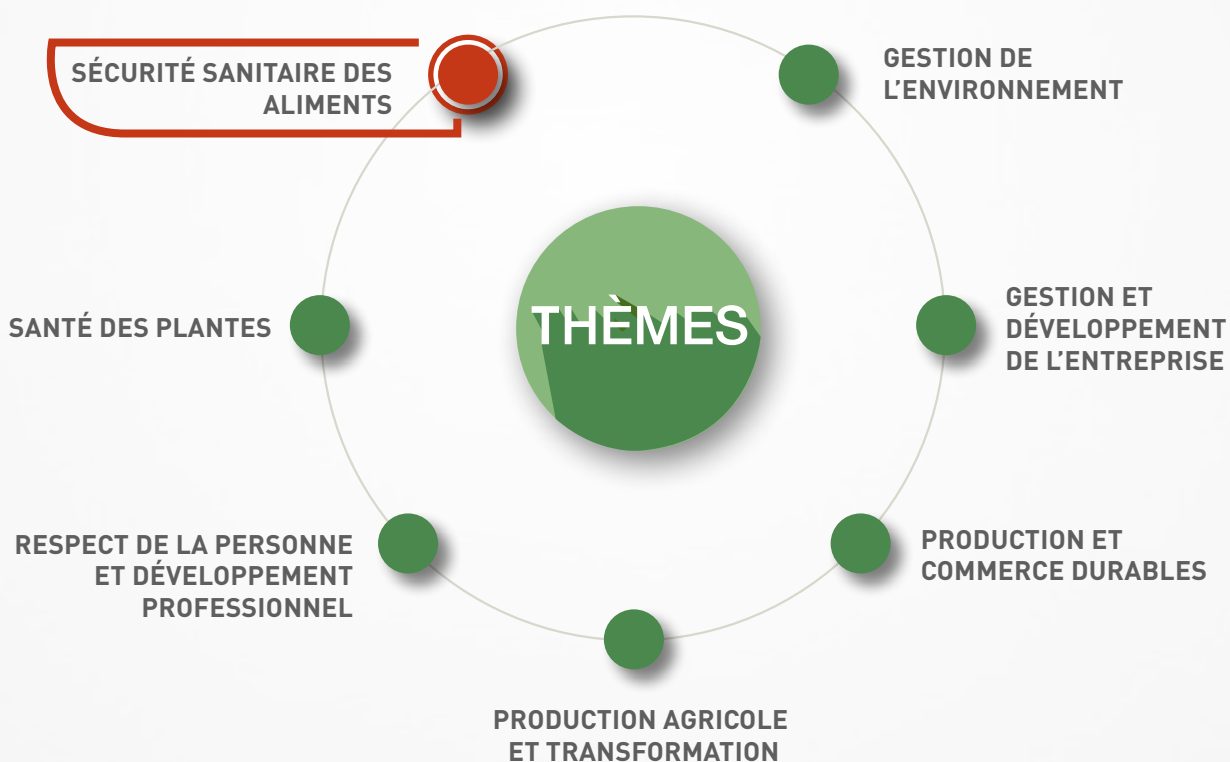 SÉCURITÉ SANITAIRE DES
ALIMENTS
GESTION DE
L'ENVIRONNEMENT
THÈMES
SANTÉ DES PLANTES
GESTION ET
DÉVELOPPEMENT
DE L'ENTREPRISE
RESPECT DE LA PERSONNE
ET DÉVELOPPEMENT
PROFESSIONNEL
PRODUCTION ET
COMMERCE DURABLES
PRODUCTION AGRICOLE
ET TRANSFORMATION